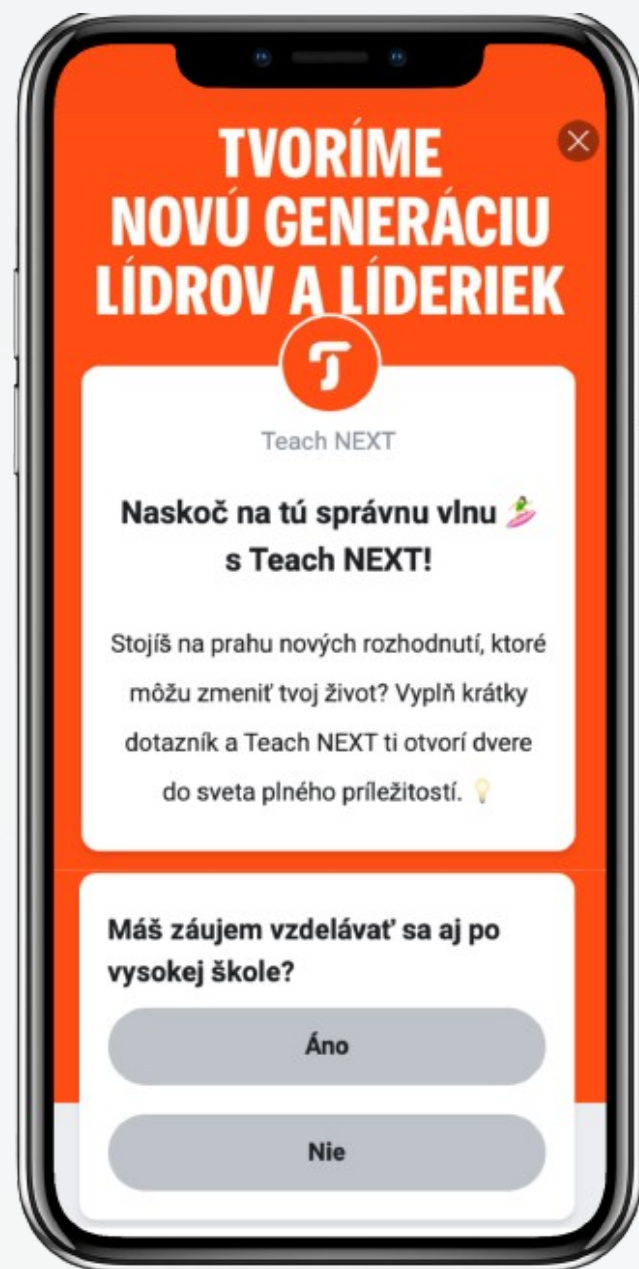 TVORÍME
NOVÚ GENERÁCIU
LÍDROV A LÍDERIEK
Teach NEXT
Naskoč na tú správnu vlnu 🏄‍♀️
s Teach NEXT!
Stojíš na prahu nových rozhodnutí, ktoré
môžu zmeniť tvoj život? Vyplň krátky
dotazník a Teach NEXT ti otvorí dvere
do sveta plného príležitostí. 💡
Máš záujem vzdelávať sa aj po
vysokej škole?
Áno
Nie